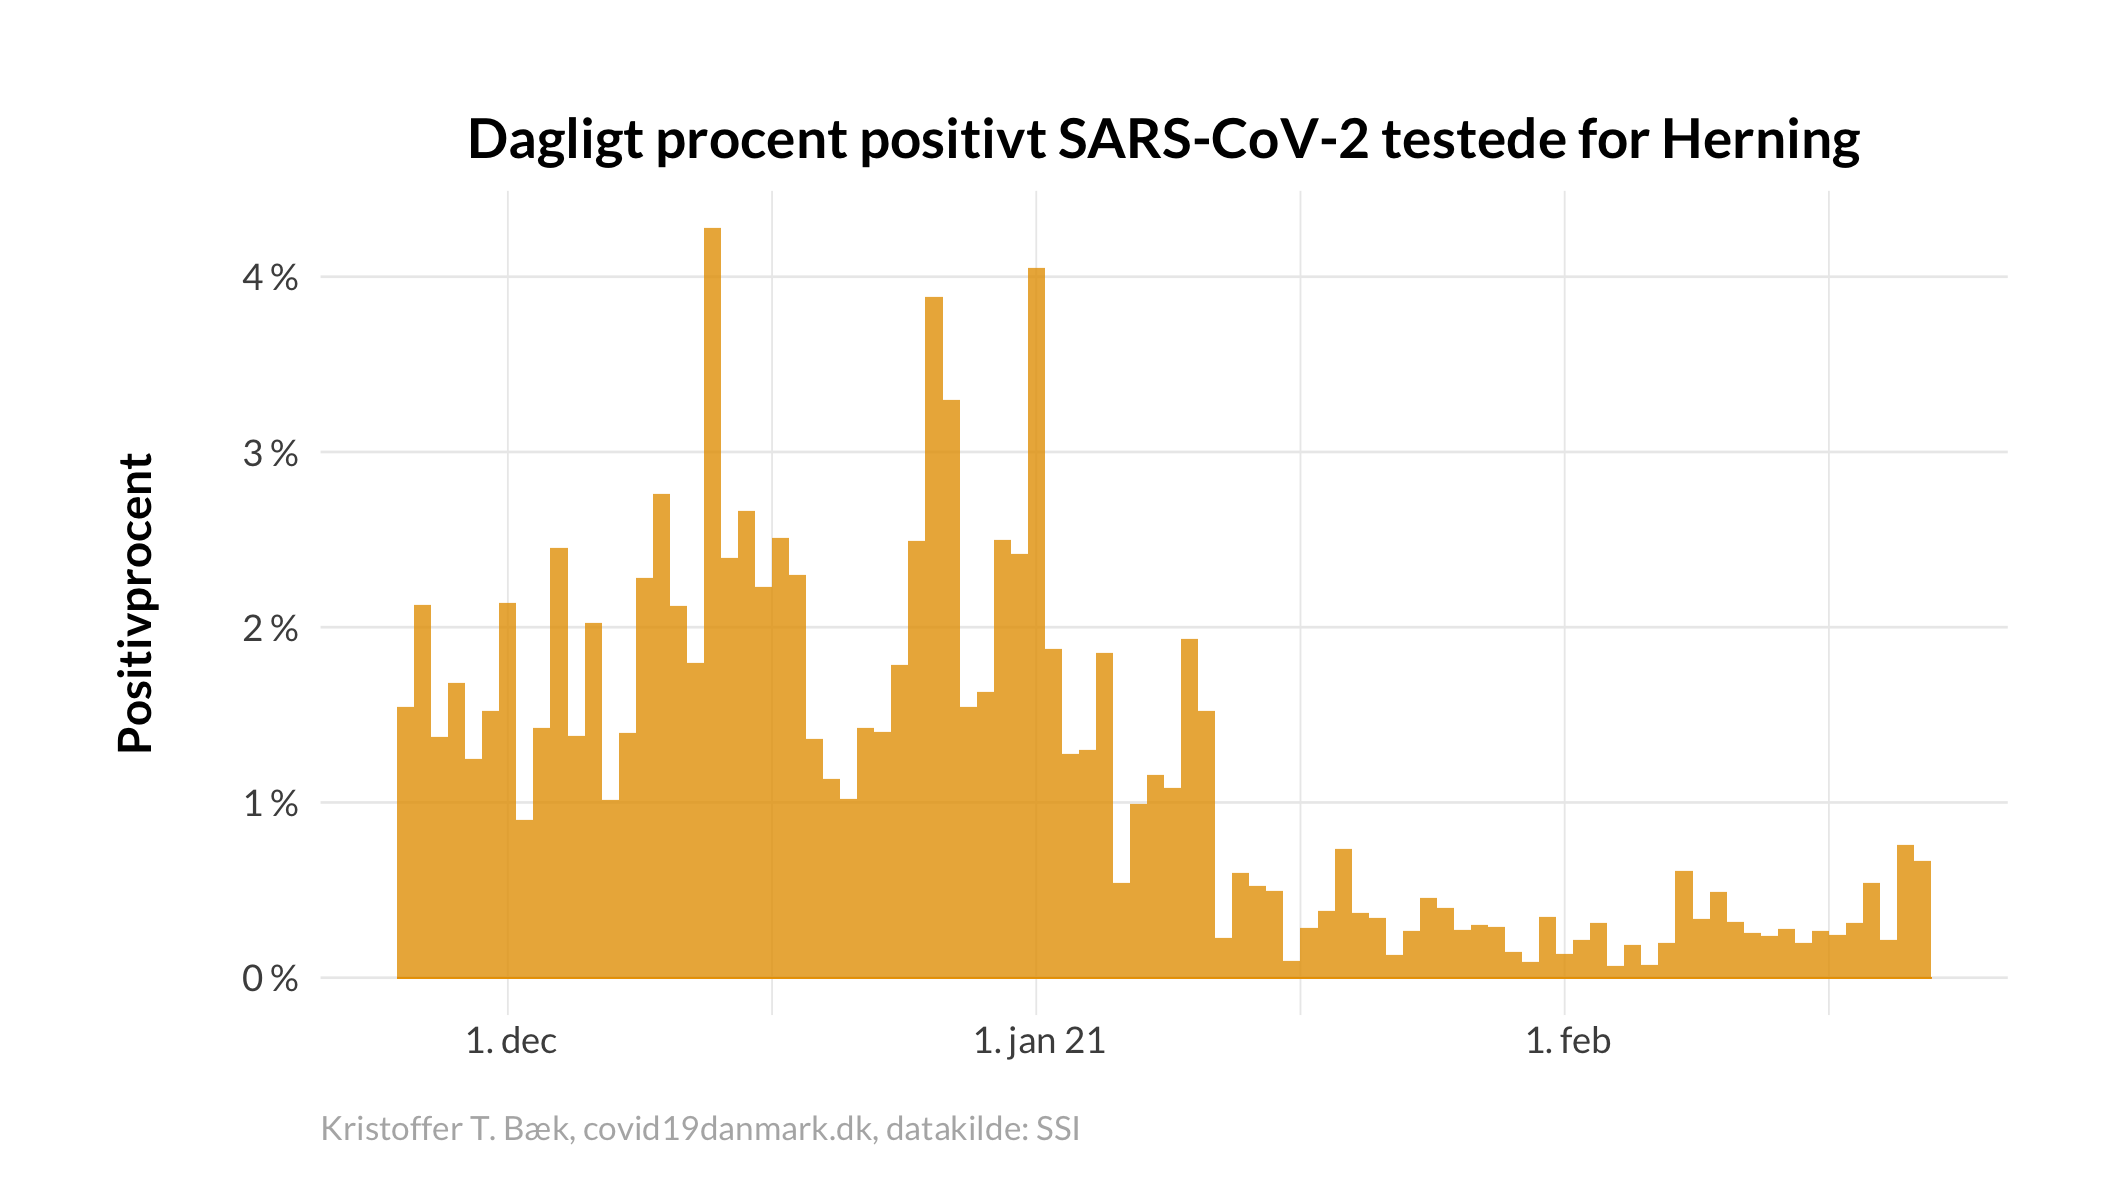 Dagligt procent positivt SARS-CoV-2 testede for Herning
Positivprocent
4 %
3 %
2 %
1 %
0 %
1. dec
1. jan 21
1. feb
Kristoffer T. Bæk, covid19danmark.dk, datakilde: SSI